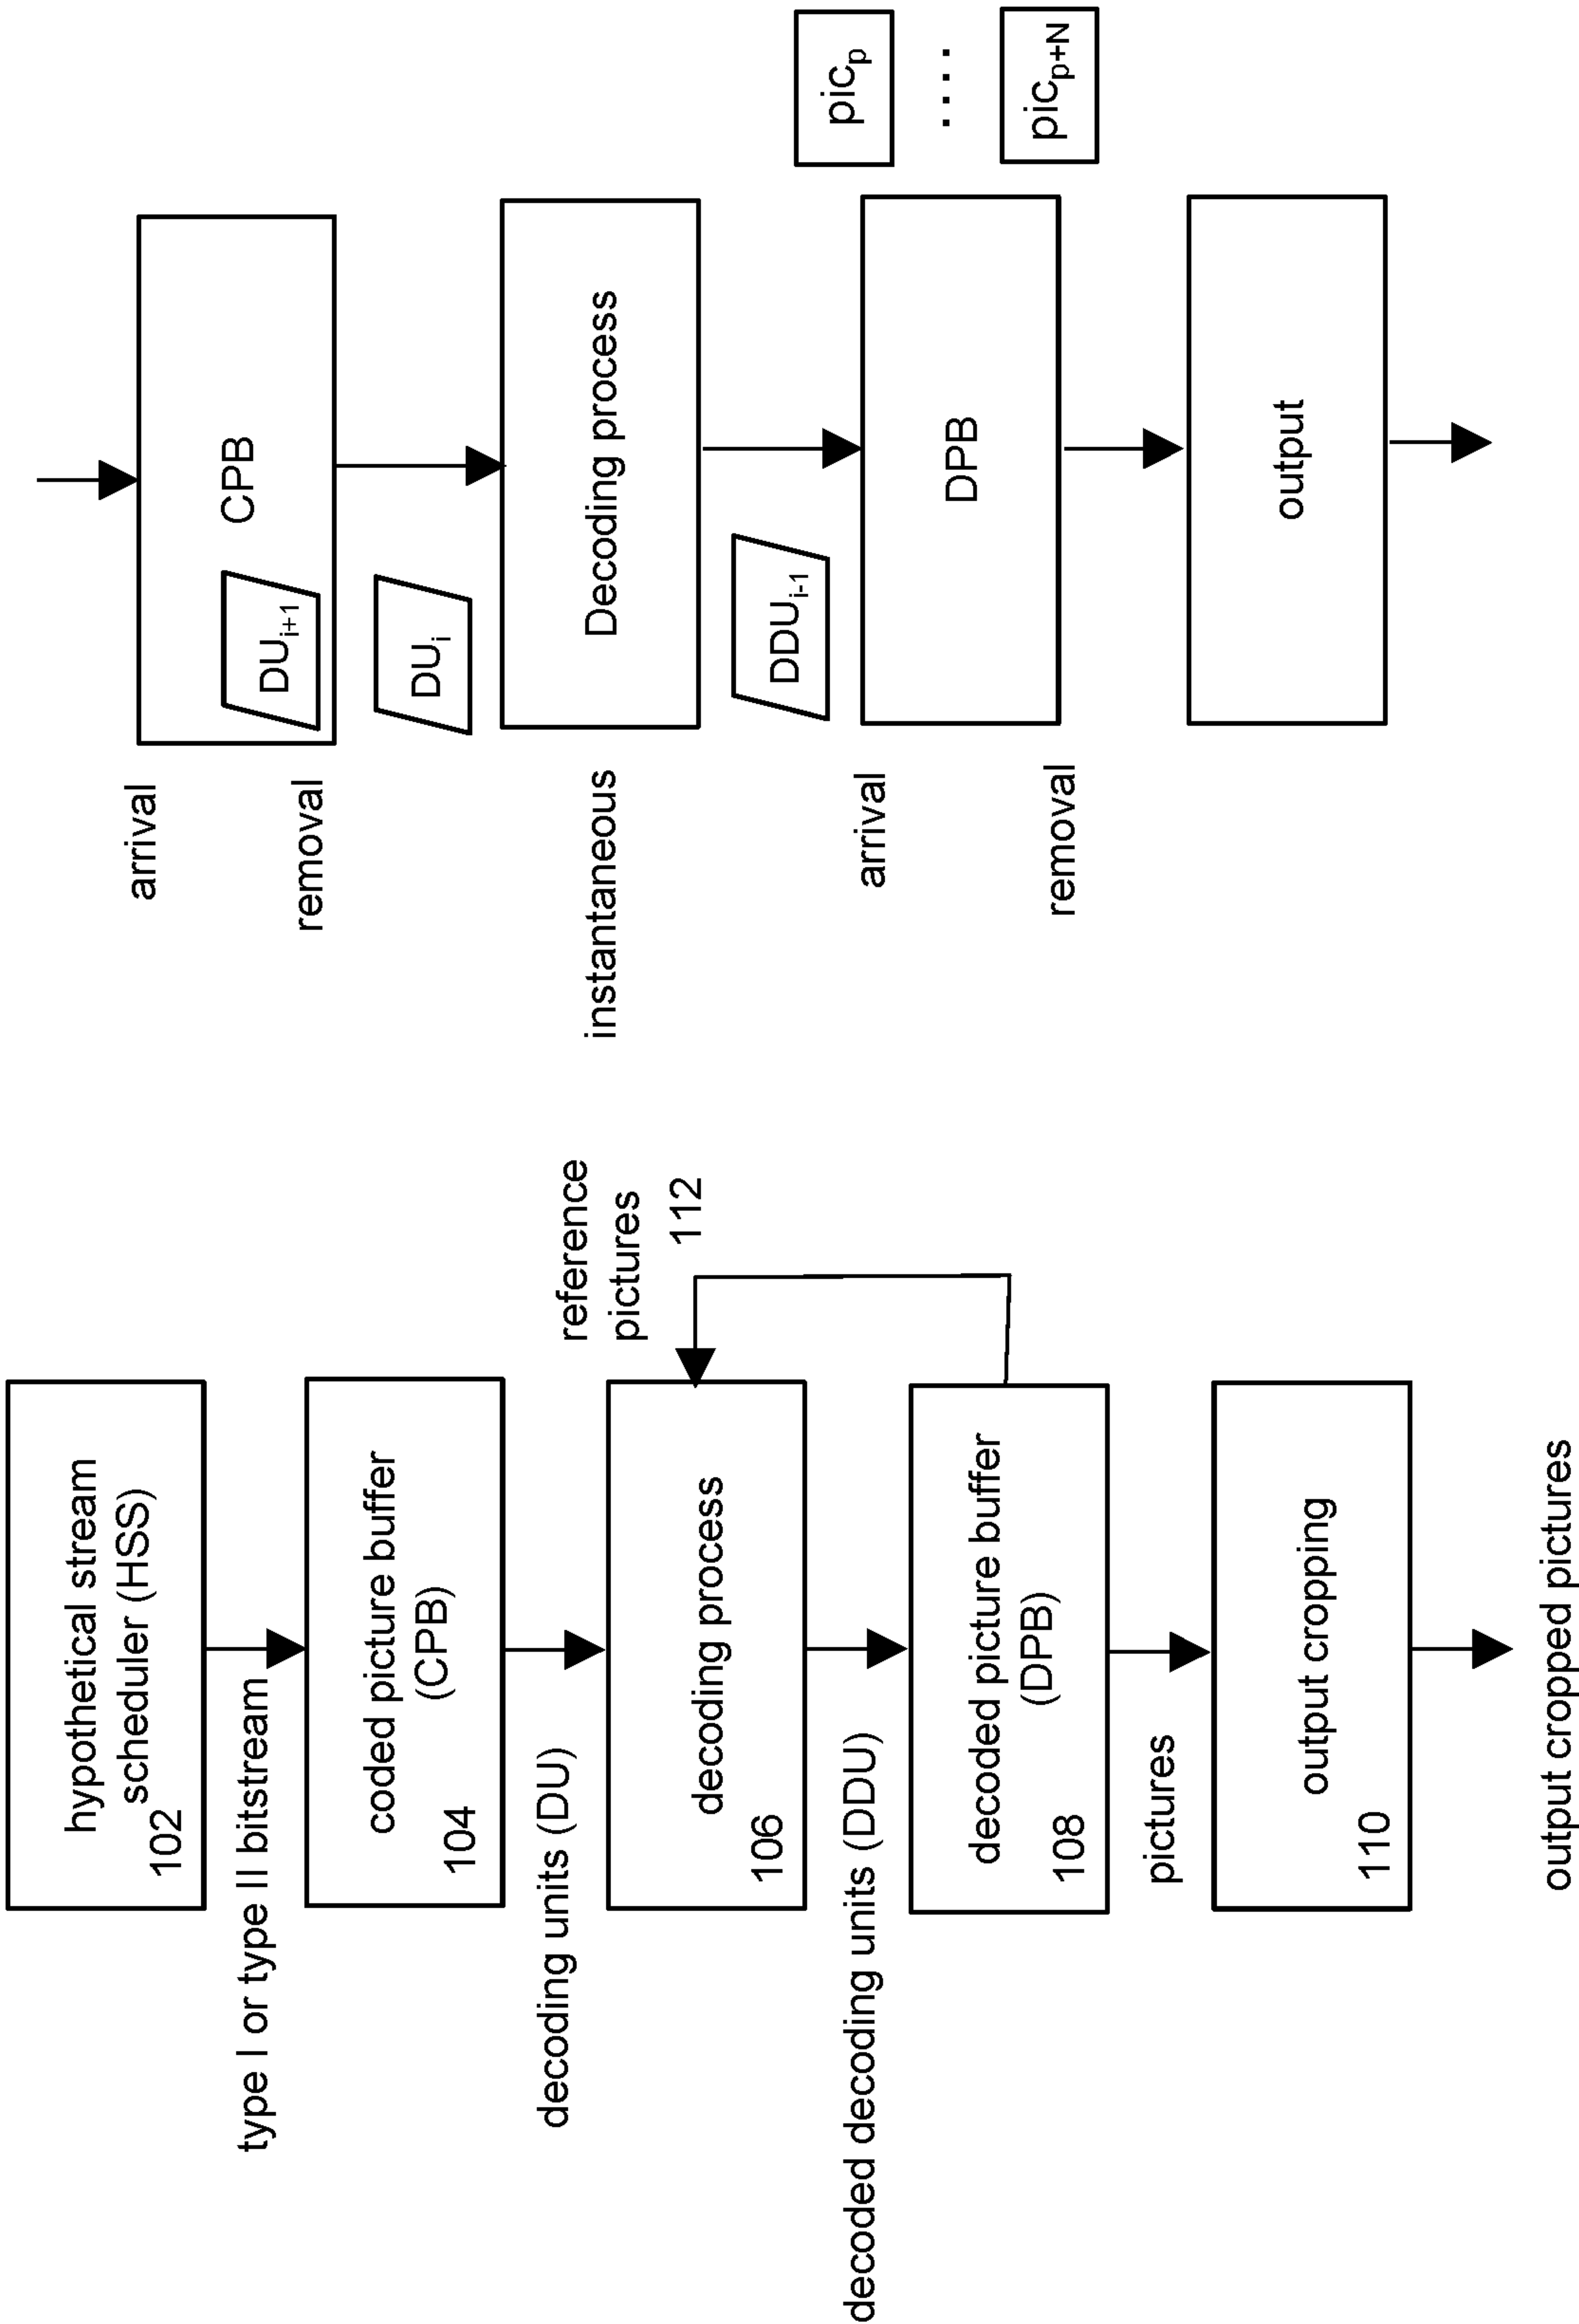 hypothetical stream
scheduler (HSS)
102
type I or type II bitstream
coded picture buffer
(CPB)
104
decoding units (DU)
reference
pictures
112
decoding process
106
decoded decoding units (DDU)
decoded picture buffer
(DPB)
108
pictures
output cropping
110
output cropped pictures
arrival
CPB
DUi+1
removal
DUi
instantaneous
Decoding process
DDUi-1
arrival
DPB
picp
....
picp+N
removal
output